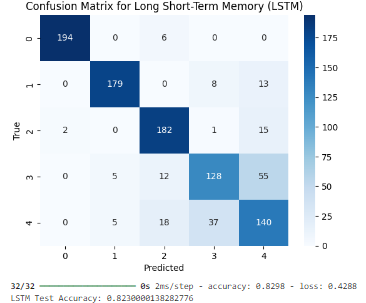 Confusion Matrix for Long Short-Term Memory (LSTM)
0 194 0 6 0 0
1 0 179 0 8 13
2 2 0 182 1 15
3 0 5 12 128 55
4 0 5 18 37 140
0 1 2 3 4
True
Predicted
175
150
125
100
75
50
25
0
32/32 0s 2ms/step - accuracy: 0.8298 - loss: 0.4288
LSTM Test Accuracy: 0.8230000138282776